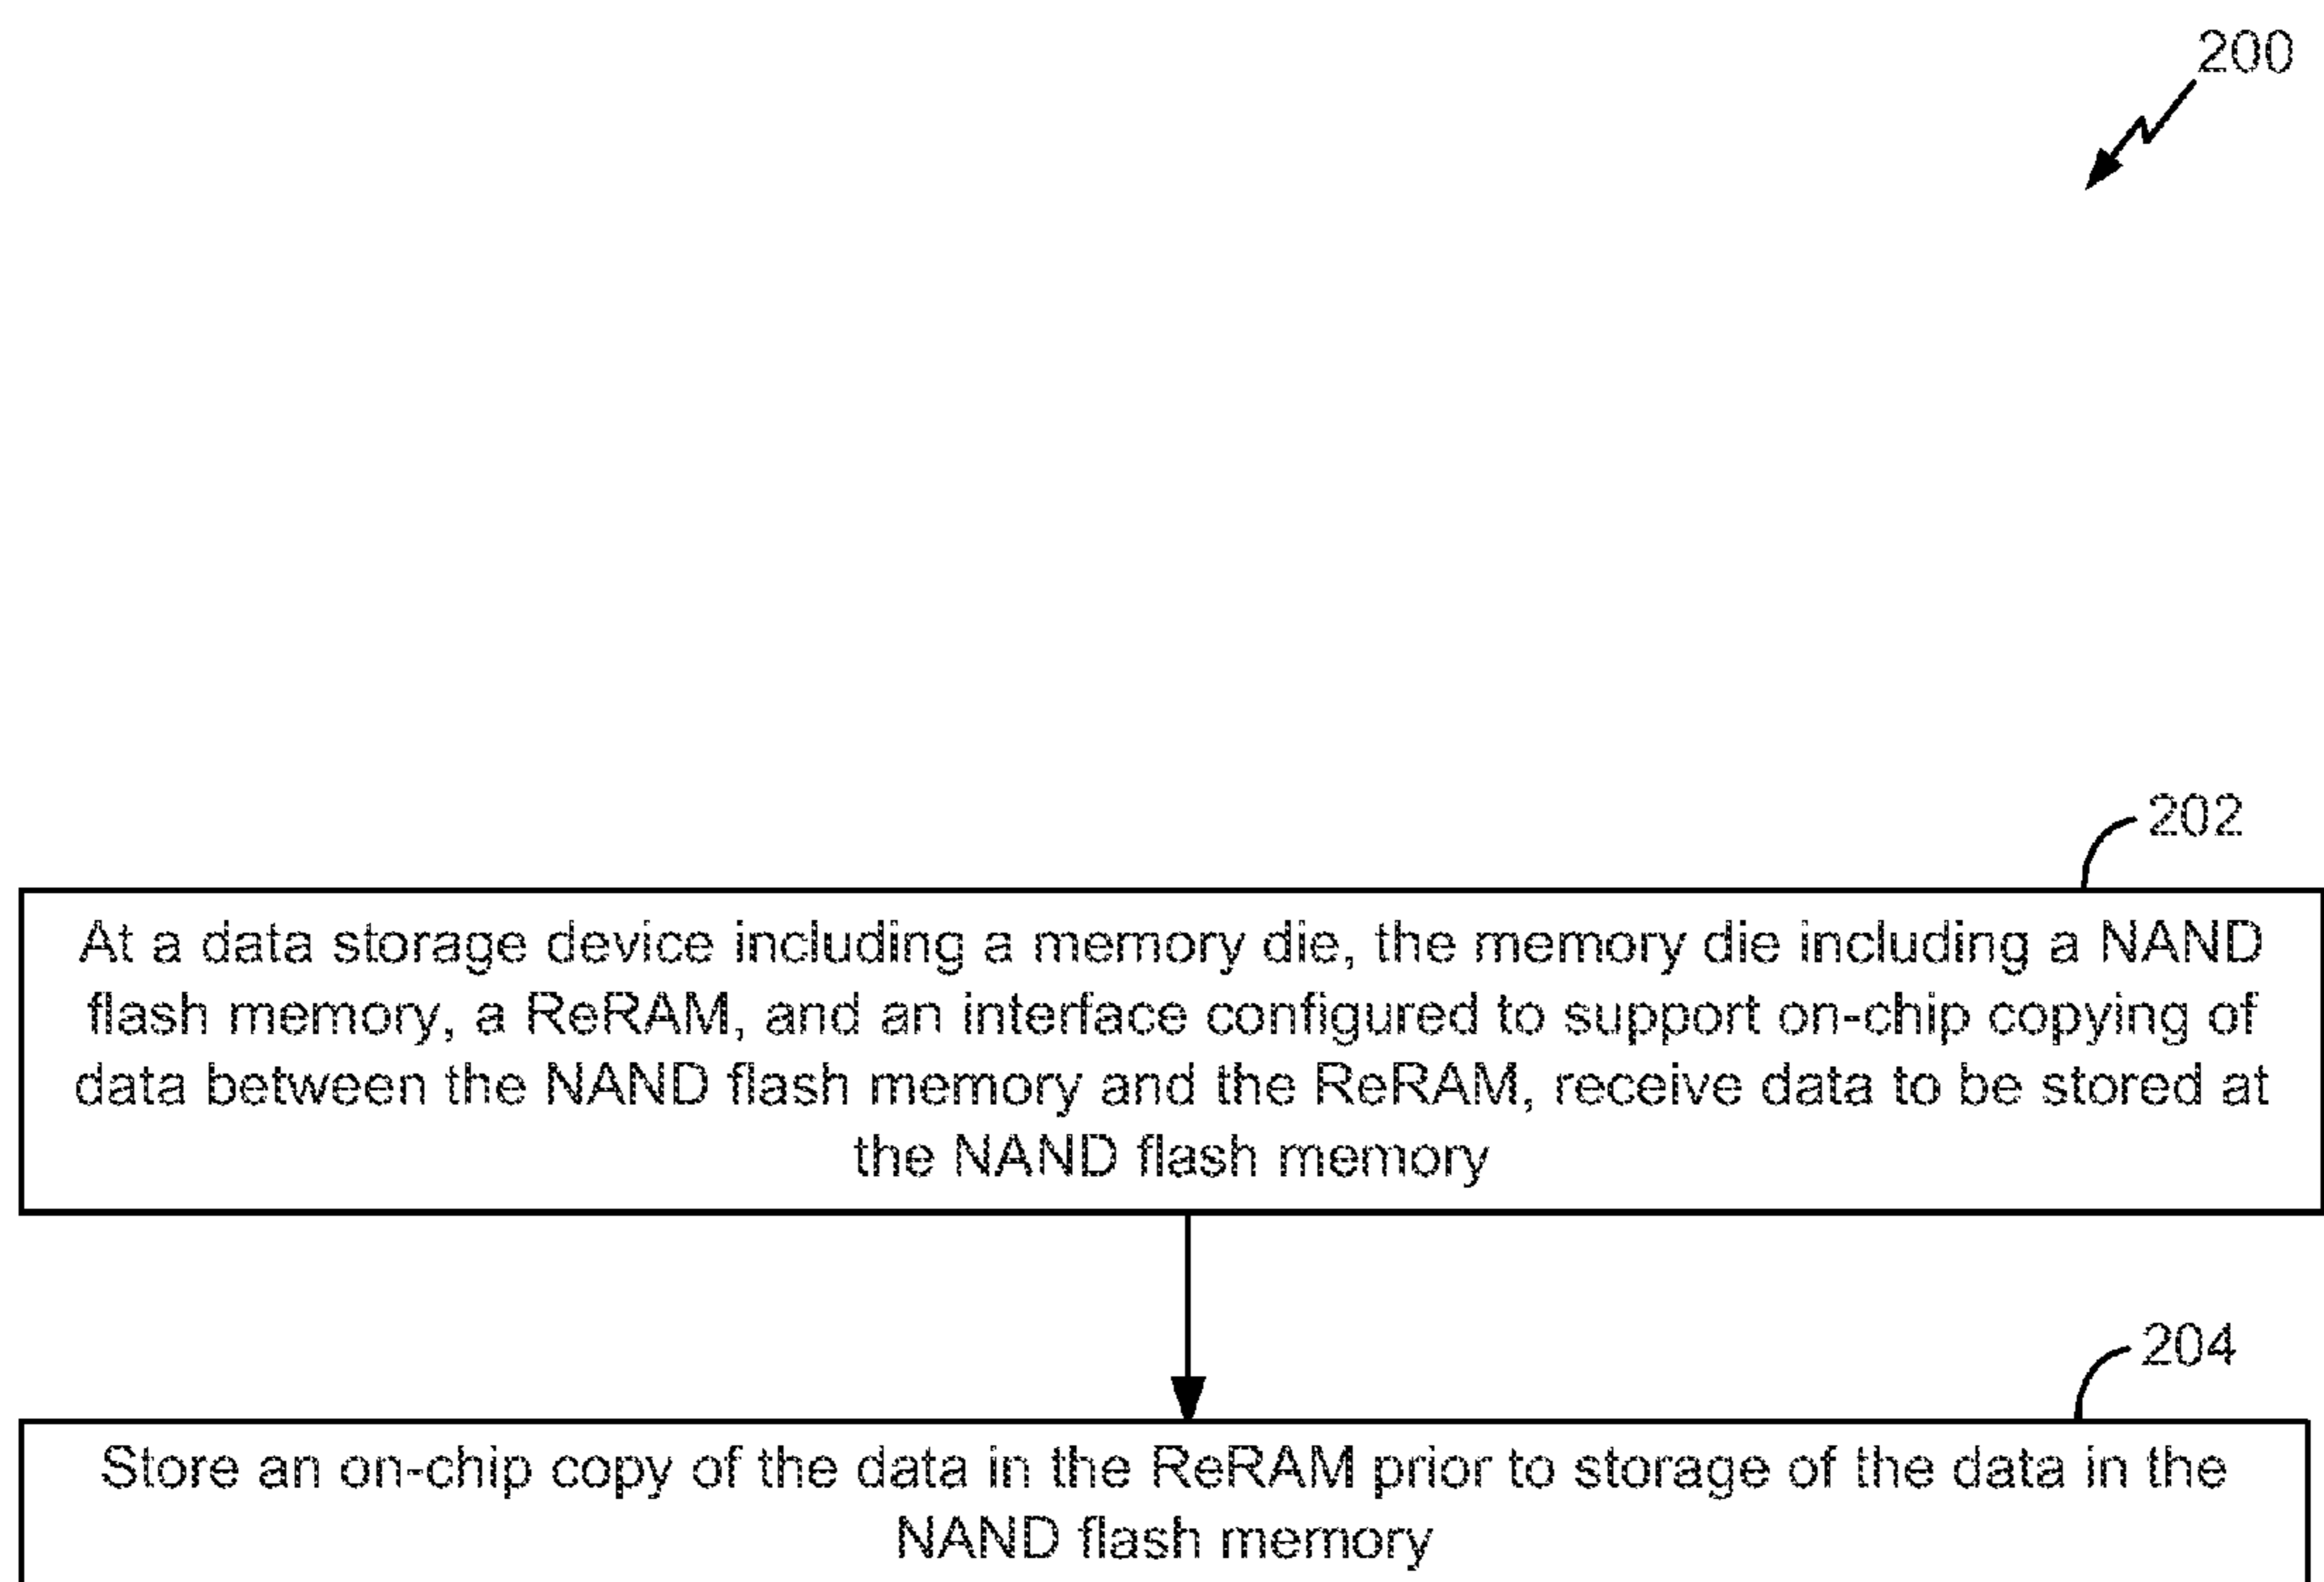 200
202
At a data storage device including a memory die, the memory die including a NAND
flash memory, a ReRAM, and an interface configured to support on-chip copying of
data between the NAND flash memory and the ReRAM, receive data to be stored at
the NAND flash memory
204
Store an on-chip copy of the data in the ReRAM prior to storage of the data in the
NAND flash memory